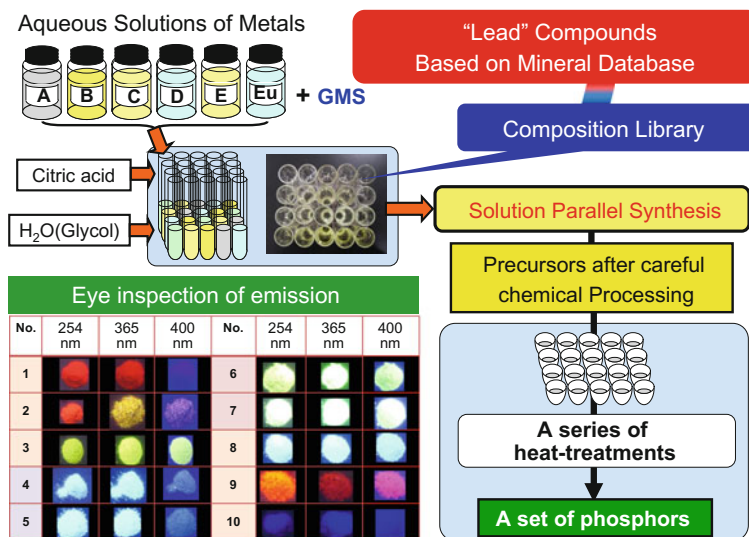 Aqueous Solutions of Metals
A B C D E Eu + GMS
"Lead" Compounds
Based on Mineral Database
Composition Library
Citric acid
H₂O(Glycol)
Solution Parallel Synthesis
Precursors after careful
chemical Processing
A series of
heat-treatments
A set of phosphors
Eye inspection of emission
No. 254 nm 365 nm 400 nm No. 254 nm 365 nm 400 nm
1 6
2 7
3 8
4 9
5 10